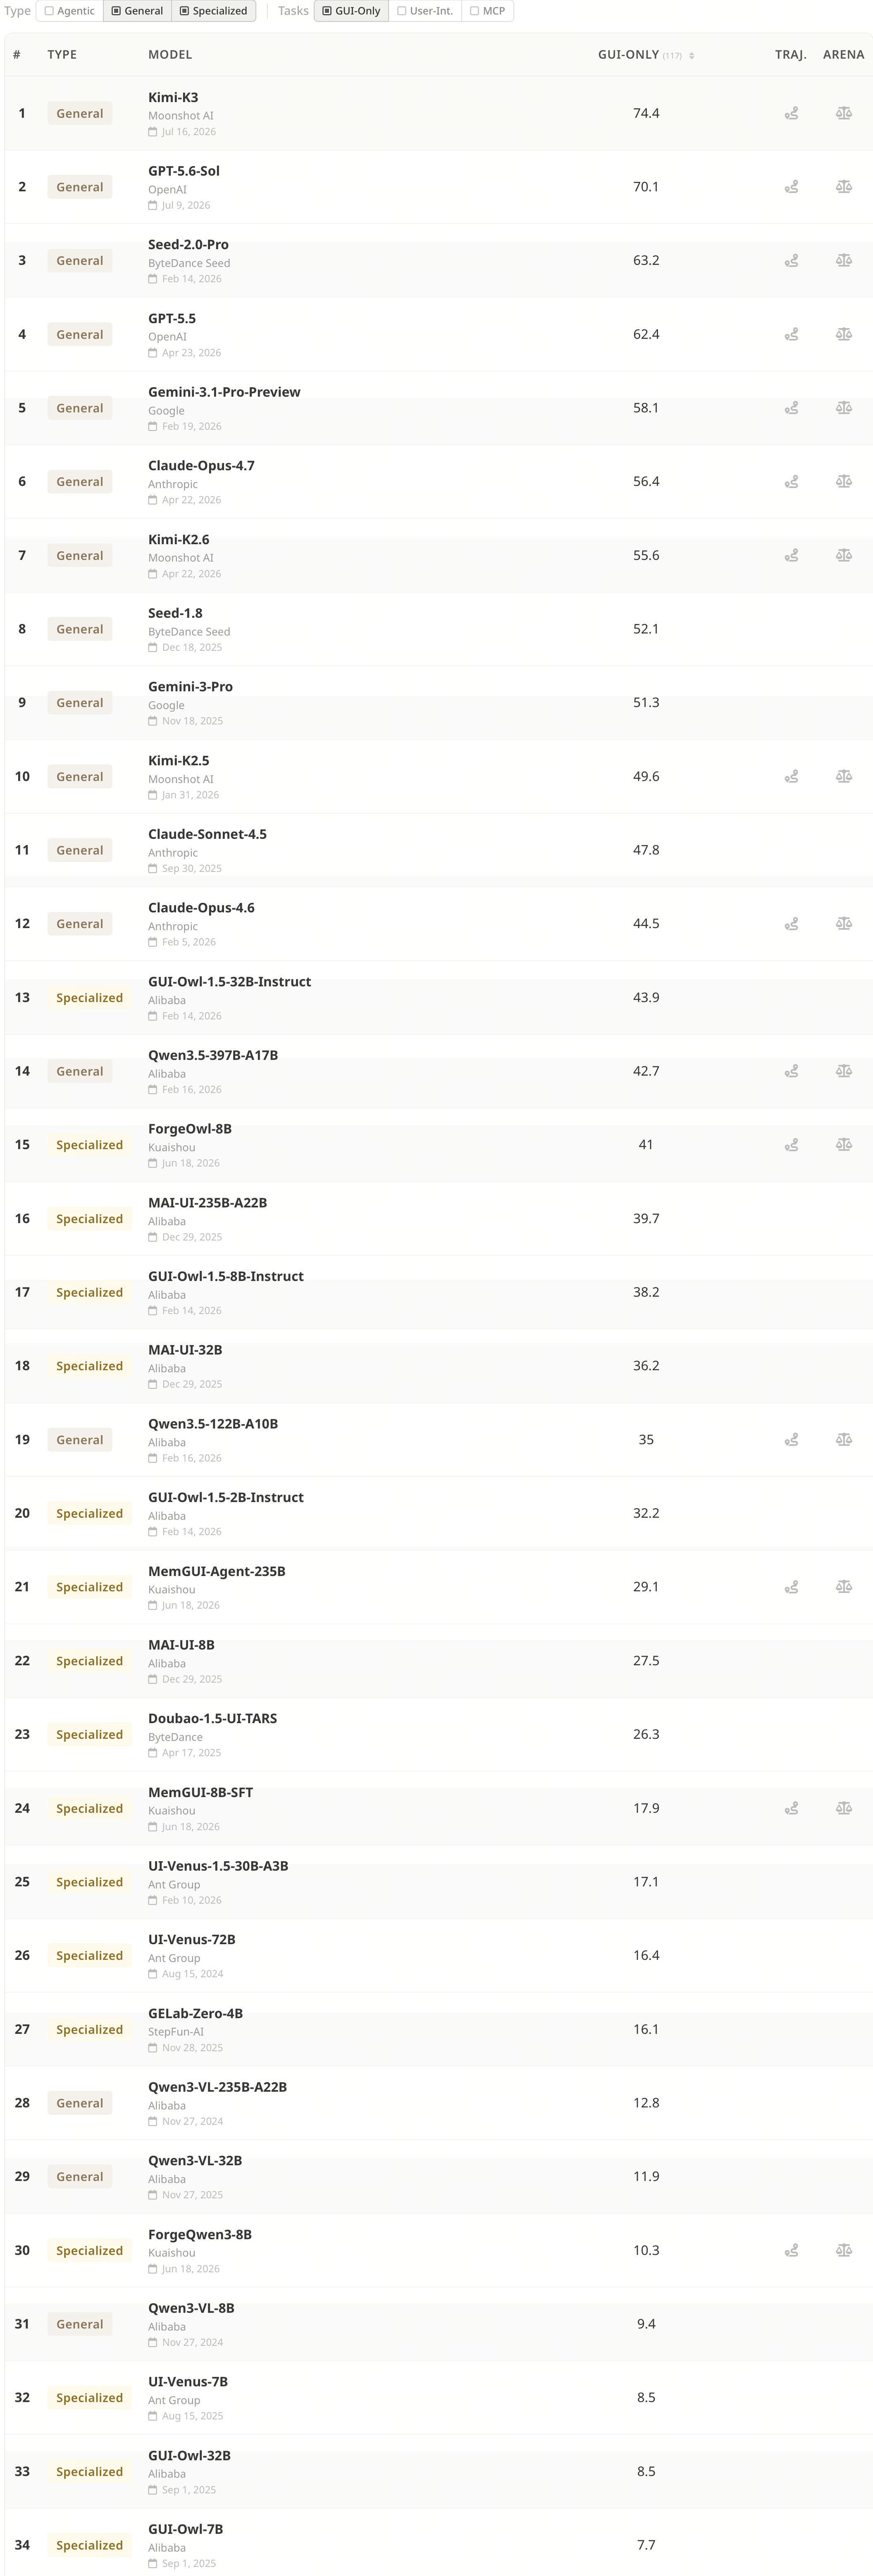 Type Agentic General Specialized Tasks GUI-Only User-Int. MCP
# TYPE MODEL GUI-ONLY (117) TRAJ. ARENA
Kimi-K3
1 General Moonshot AI 74.4
Jul 16, 2026
GPT-5.6-Sol
2 General OpenAI 70.1
Jul 9, 2026
Seed-2.0-Pro
3 General ByteDance Seed 63.2
Feb 14, 2026
GPT-5.5
4 General OpenAI 62.4
Apr 23, 2026
Gemini-3.1-Pro-Preview
5 General Google 58.1
Feb 19, 2026
Claude-Opus-4.7
6 General Anthropic 56.4
Apr 22, 2026
Kimi-K2.6
7 General Moonshot AI 55.6
Apr 22, 2026
Seed-1.8
8 General ByteDance Seed 52.1
Dec 18, 2025
Gemini-3-Pro
9 General Google 51.3
Nov 18, 2025
Kimi-K2.5
10 General Moonshot AI 49.6
Jan 31, 2026
Claude-Sonnet-4.5
11 General Anthropic 47.8
Sep 30, 2025
Claude-Opus-4.6
12 General Anthropic 44.5
Feb 5, 2026
GUI-Owl-1.5-32B-Instruct
13 Specialized Alibaba 43.9
Feb 14, 2026
Qwen3.5-397B-A17B
14 General Alibaba 42.7
Feb 16, 2026
ForgeOwl-8B
15 Specialized Kuaishou 41
Jun 18, 2026
MAI-UI-235B-A22B
16 Specialized Alibaba 39.7
Dec 29, 2025
GUI-Owl-1.5-8B-Instruct
17 Specialized Alibaba 38.2
Feb 14, 2026
MAI-UI-32B
18 Specialized Alibaba 36.2
Dec 29, 2025
Qwen3.5-122B-A10B
19 General Alibaba 35
Feb 16, 2026
GUI-Owl-1.5-2B-Instruct
20 Specialized Alibaba 32.2
Feb 14, 2026
MemGUI-Agent-235B
21 Specialized Kuaishou 29.1
Jun 18, 2026
MAI-UI-8B
22 Specialized Alibaba 27.5
Dec 29, 2025
Doubao-1.5-UI-TARS
23 Specialized ByteDance 26.3
Apr 17, 2025
MemGUI-8B-SFT
24 Specialized Kuaishou 17.9
Jun 18, 2026
UI-Venus-1.5-30B-A3B
25 Specialized Ant Group 17.1
Feb 10, 2026
UI-Venus-72B
26 Specialized Ant Group 16.4
Aug 15, 2024
GELab-Zero-4B
27 Specialized StepFun-AI 16.1
Nov 28, 2025
Qwen3-VL-235B-A22B
28 General Alibaba 12.8
Nov 27, 2024
Qwen3-VL-32B
29 General Alibaba 11.9
Nov 27, 2025
ForgeQwen3-8B
30 Specialized Kuaishou 10.3
Jun 18, 2026
Qwen3-VL-8B
31 General Alibaba 9.4
Nov 27, 2024
UI-Venus-7B
32 Specialized Ant Group 8.5
Aug 15, 2025
GUI-Owl-32B
33 Specialized Alibaba 8.5
Sep 1, 2025
GUI-Owl-7B
34 Specialized Alibaba 7.7
Sep 1, 2025